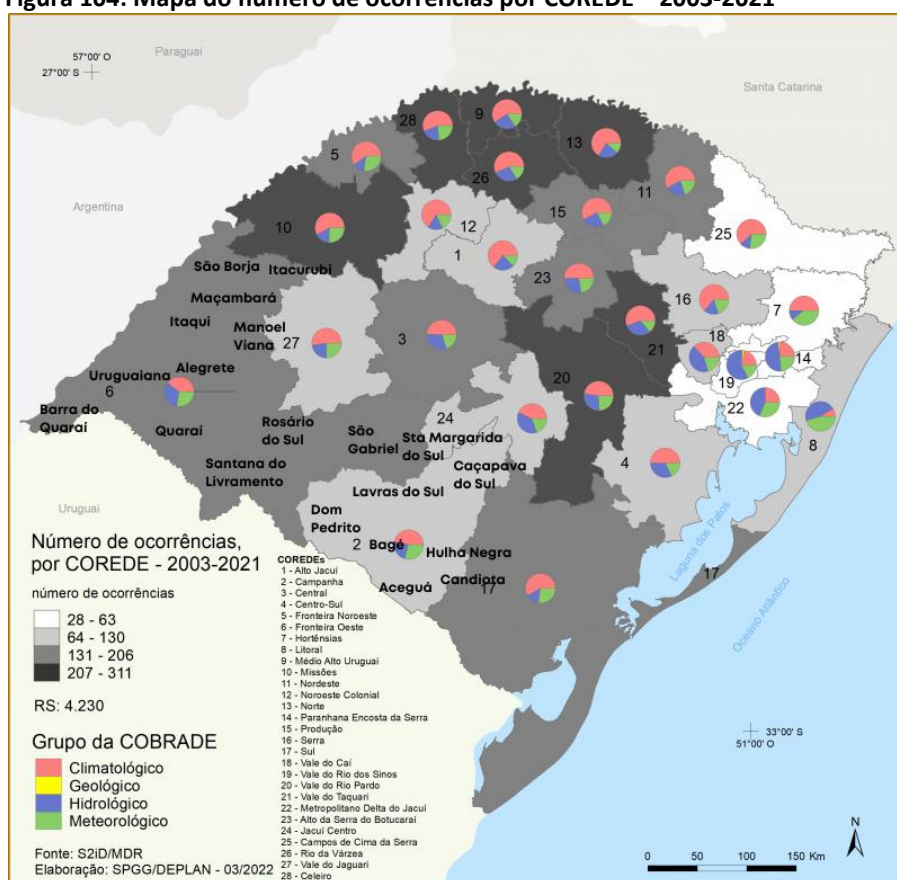 Figura 104: Mapa do número de ocorrências por COREDE – 2003-2021
57°00' O
27°00' S
Paraguai
Santa Catarina
Argentina
Uruguai
28
9
13
5
26
11
10
12
15
25
1
23
16
7
São Borja
Itacurubi
Maçambará
Itaqui
Manoel
Viana
27
3
21
18
14
19
Uruguaiana
Alegrete
6
20
22
Barra do
Quaraí
Quaraí
Rosário
do Sul
São
Gabriel
24
Sta Margarida
do Sul
8
4
Santana do
Livramento
Caçapava
do Sul
Lavras do Sul
Dom
Pedrito
2
Bagé
Hulha Negra
Candiota
Aceguá
17
17
Laguna dos Patos
Oceano Atlântico
33°00' S
51°00' O
Número de ocorrências,
por COREDE - 2003-2021
número de ocorrências
28 - 63
64 - 130
131 - 206
207 - 311
RS: 4.230
Grupo da COBRADE
Climatológico
Geológico
Hidrológico
Meteorológico
Fonte: S2iD/MDR
Elaboração: SPGG/DEPLAN - 03/2022
COREDEs
1 - Alto Jacuí
2 - Campanha
3 - Central
4 - Centro-Sul
5 - Fronteira Noroeste
6 - Fronteira Oeste
7 - Hortênsias
8 - Litoral
9 - Médio Alto Uruguai
10 - Missões
11 - Nordeste
12 - Noroeste Colonial
13 - Norte
14 - Paranhana Encosta da Serra
15 - Produção
16 - Serra
17 - Sul
18 - Vale do Caí
19 - Vale do Rio dos Sinos
20 - Vale do Rio Pardo
21 - Vale do Taquari
22 - Metropolitano Delta do Jacuí
23 - Alto da Serra do Botucaraí
24 - Jacuí Centro
25 - Campos de Cima da Serra
26 - Rio da Várzea
27 - Vale do Jaguari
28 - Celeiro
N
0 50 100 150 Km